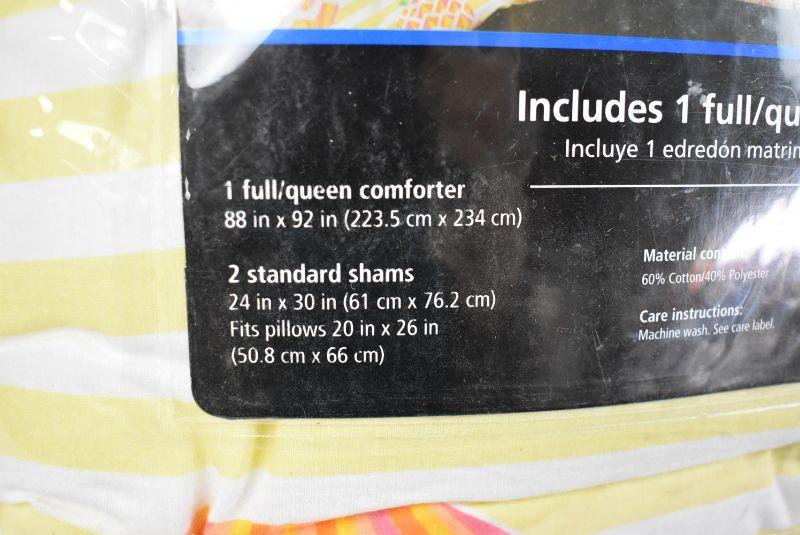 Includes 1 full/qu
Incluye 1 edredón matrim
1 full/queen comforter
88 in x 92 in (223.5 cm x 234 cm)
2 standard shams
24 in x 30 in (61 cm x 76.2 cm)
Fits pillows 20 in x 26 in
(50.8 cm x 66 cm)
Material
60% Cotton/40% Polyester
Care instructions:
Machine wash. See care label.